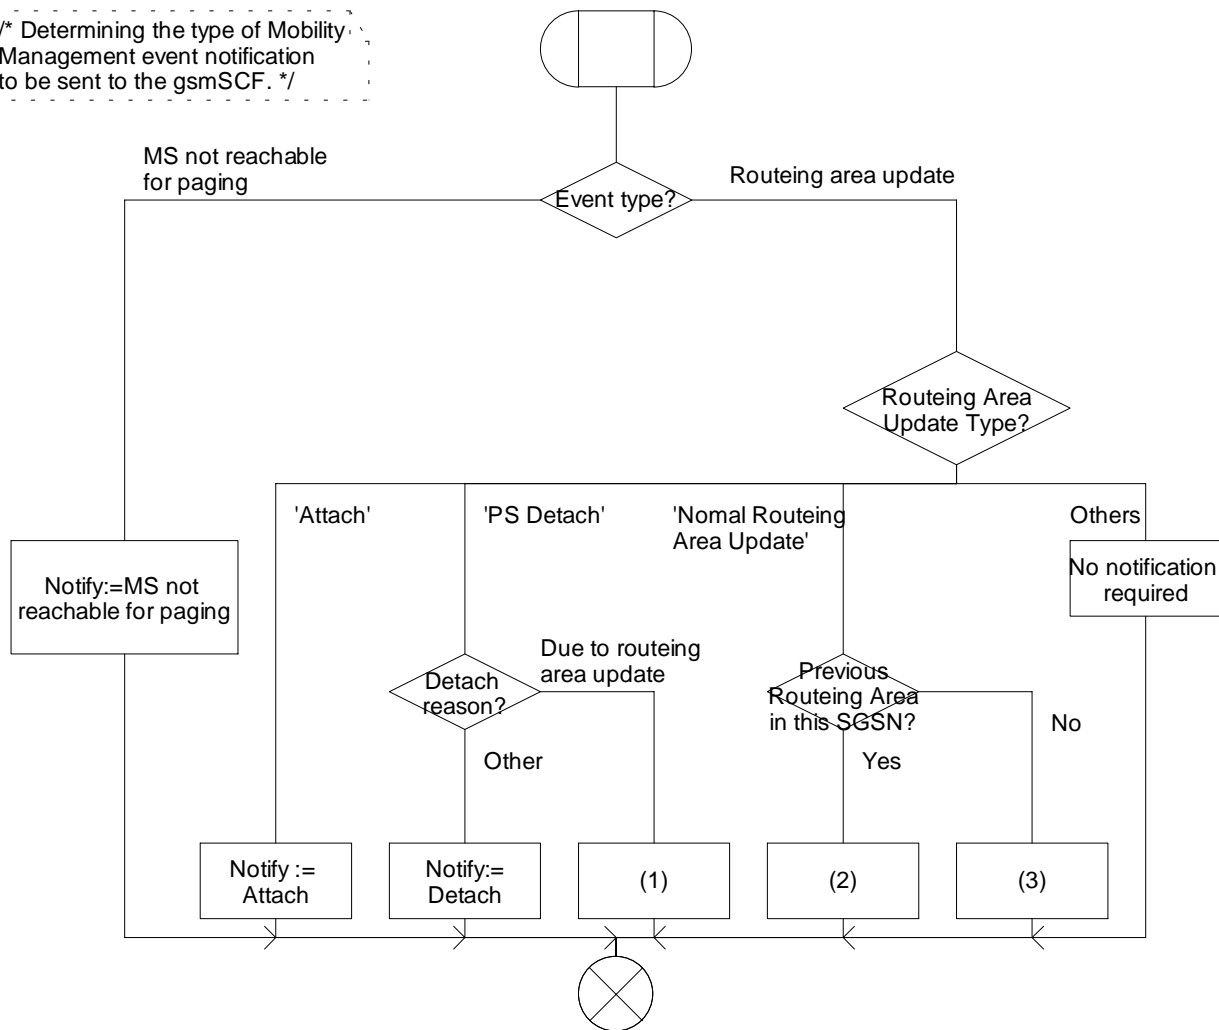 /* Determining the type of Mobility
Management event notification
to be sent to the gsmSCF. */
MS not reachable
for paging
Event type?
Routeing area update
Routeing Area
Update Type?
'Attach'
'PS Detach'
'Nomal Routeing
Area Update'
Others
Notify:=MS not
reachable for paging
No notification
required
Due to routeing
area update
Detach
reason?
Previous
Routeing Area
in this SGSN?
No
Other
Yes
Notify :=
Attach
Notify:=
Detach
(1)
(2)
(3)